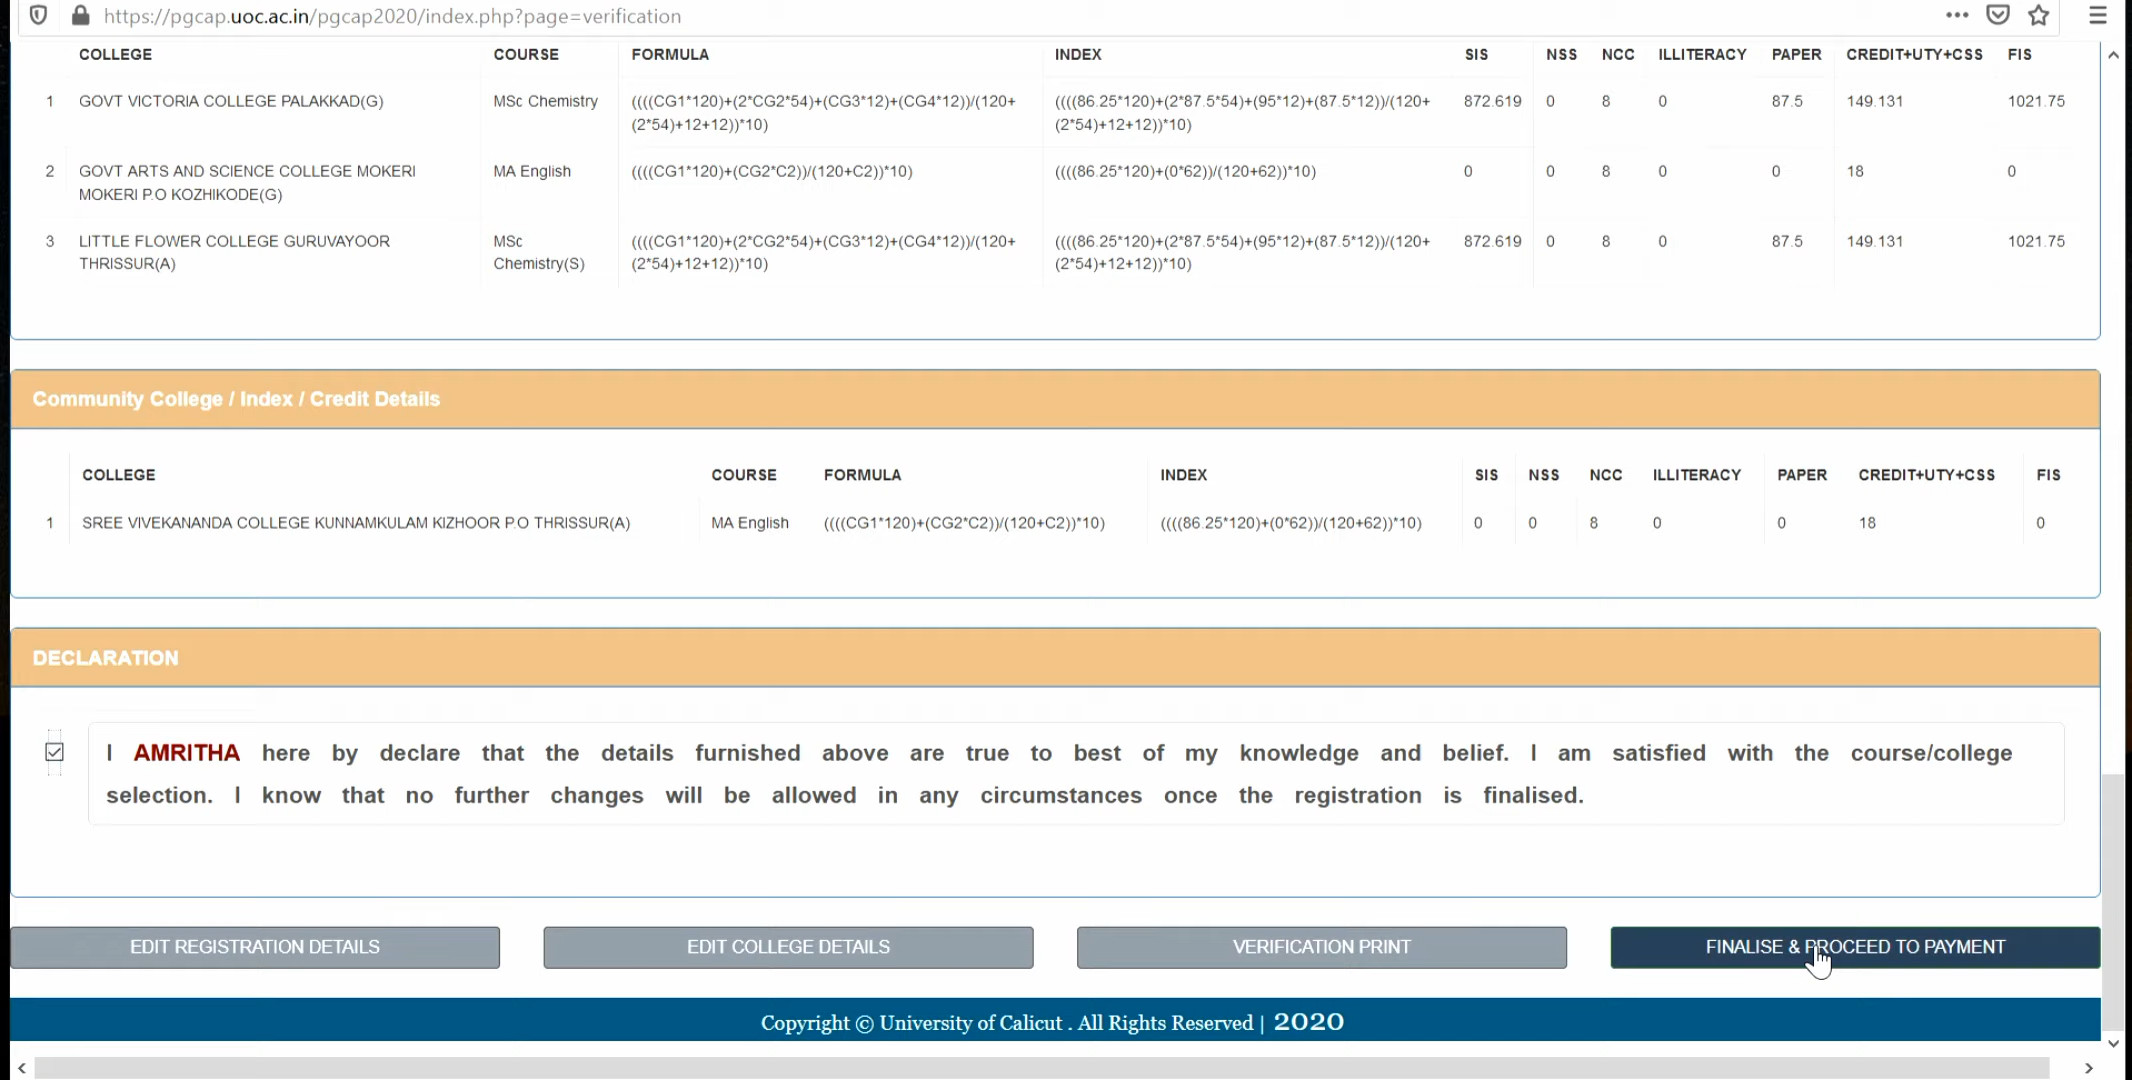 https://pgcap.uoc.ac.in/pgcap2020/index.php?page=verification
COLLEGE COURSE FORMULA INDEX SIS NSS NCC ILLITERACY PAPER CREDIT+UTY+CSS FIS
1 GOVT VICTORIA COLLEGE PALAKKAD(G) MSc Chemistry ((((CG1*120)+(2*CG2*54)+(CG3*12)+(CG4*12))/(120+ ((((86.25*120)+(2*87.5*54)+(95*12)+(87.5*12))/(120+ 872.619 0 8 0 87.5 149.131 1021.75
(2*54)+12+12))*10) (2*54)+12+12))*10)
2 GOVT ARTS AND SCIENCE COLLEGE MOKERI MA English ((((CG1*120)+(CG2*C2))/(120+C2))*10) ((((86.25*120)+(0*62))/(120+62))*10) 0 0 8 0 0 18 0
MOKERI P.O KOZHIKODE(G)
3 LITTLE FLOWER COLLEGE GURUVAYOOR MSc ((((CG1*120)+(2*CG2*54)+(CG3*12)+(CG4*12))/(120+ ((((86.25*120)+(2*87.5*54)+(95*12)+(87.5*12))/(120+ 872.619 0 8 0 87.5 149.131 1021.75
THRISSUR(A) Chemistry(S) (2*54)+12+12))*10) (2*54)+12+12))*10)
Community College / Index / Credit Details
COLLEGE COURSE FORMULA INDEX SIS NSS NCC ILLITERACY PAPER CREDIT+UTY+CSS FIS
1 SREE VIVEKANANDA COLLEGE KUNNAMKULAM KIZHOOR P.O THRISSUR(A) MA English ((((CG1*120)+(CG2*C2))/(120+C2))*10) ((((86.25*120)+(0*62))/(120+62))*10) 0 0 8 0 0 18 0
DECLARATION
I AMRITHA here by declare that the details furnished above are true to best of my knowledge and belief. I am satisfied with the course/college
selection. I know that no further changes will be allowed in any circumstances once the registration is finalised.
EDIT REGISTRATION DETAILS EDIT COLLEGE DETAILS VERIFICATION PRINT FINALISE & PROCEED TO PAYMENT
Copyright © University of Calicut . All Rights Reserved | 2020